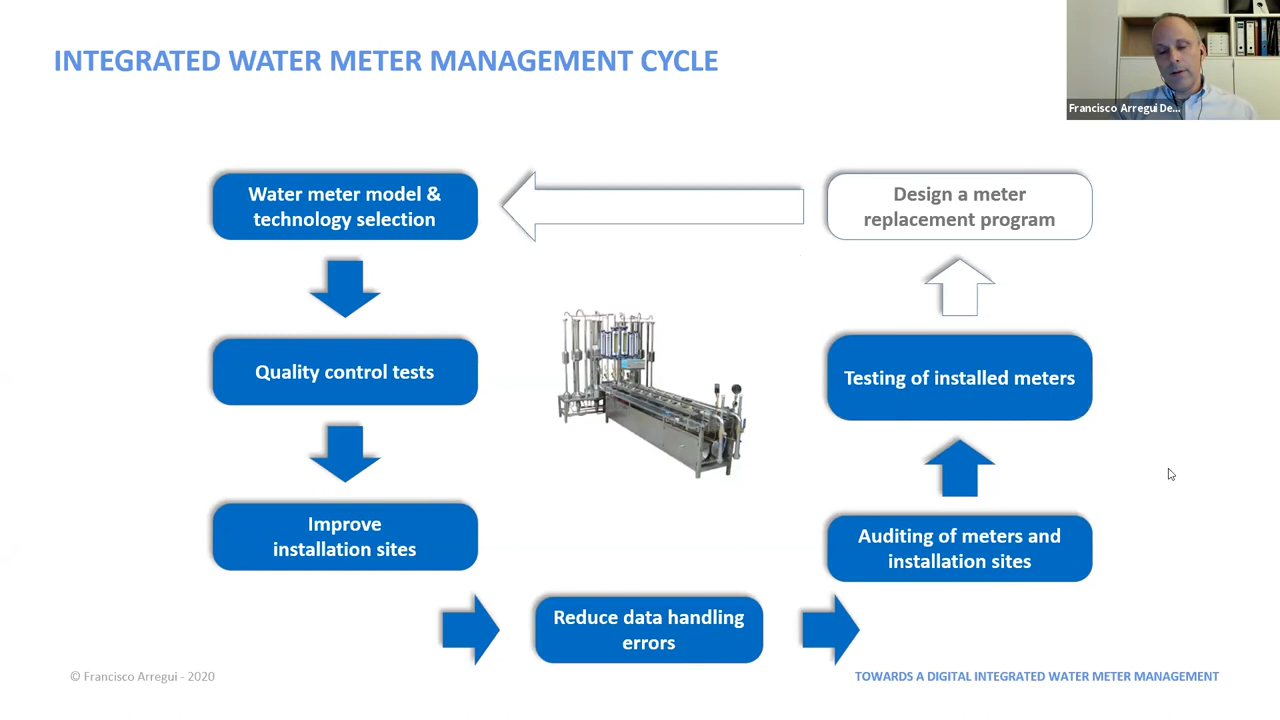 INTEGRATED WATER METER MANAGEMENT CYCLE
Francisco Arregui De...
Water meter model &
technology selection
Design a meter
replacement program
Quality control tests
Testing of installed meters
Improve
installation sites
Auditing of meters and
installation sites
Reduce data handling
errors
© Francisco Arregui - 2020
TOWARDS A DIGITAL INTEGRATED WATER METER MANAGEMENT